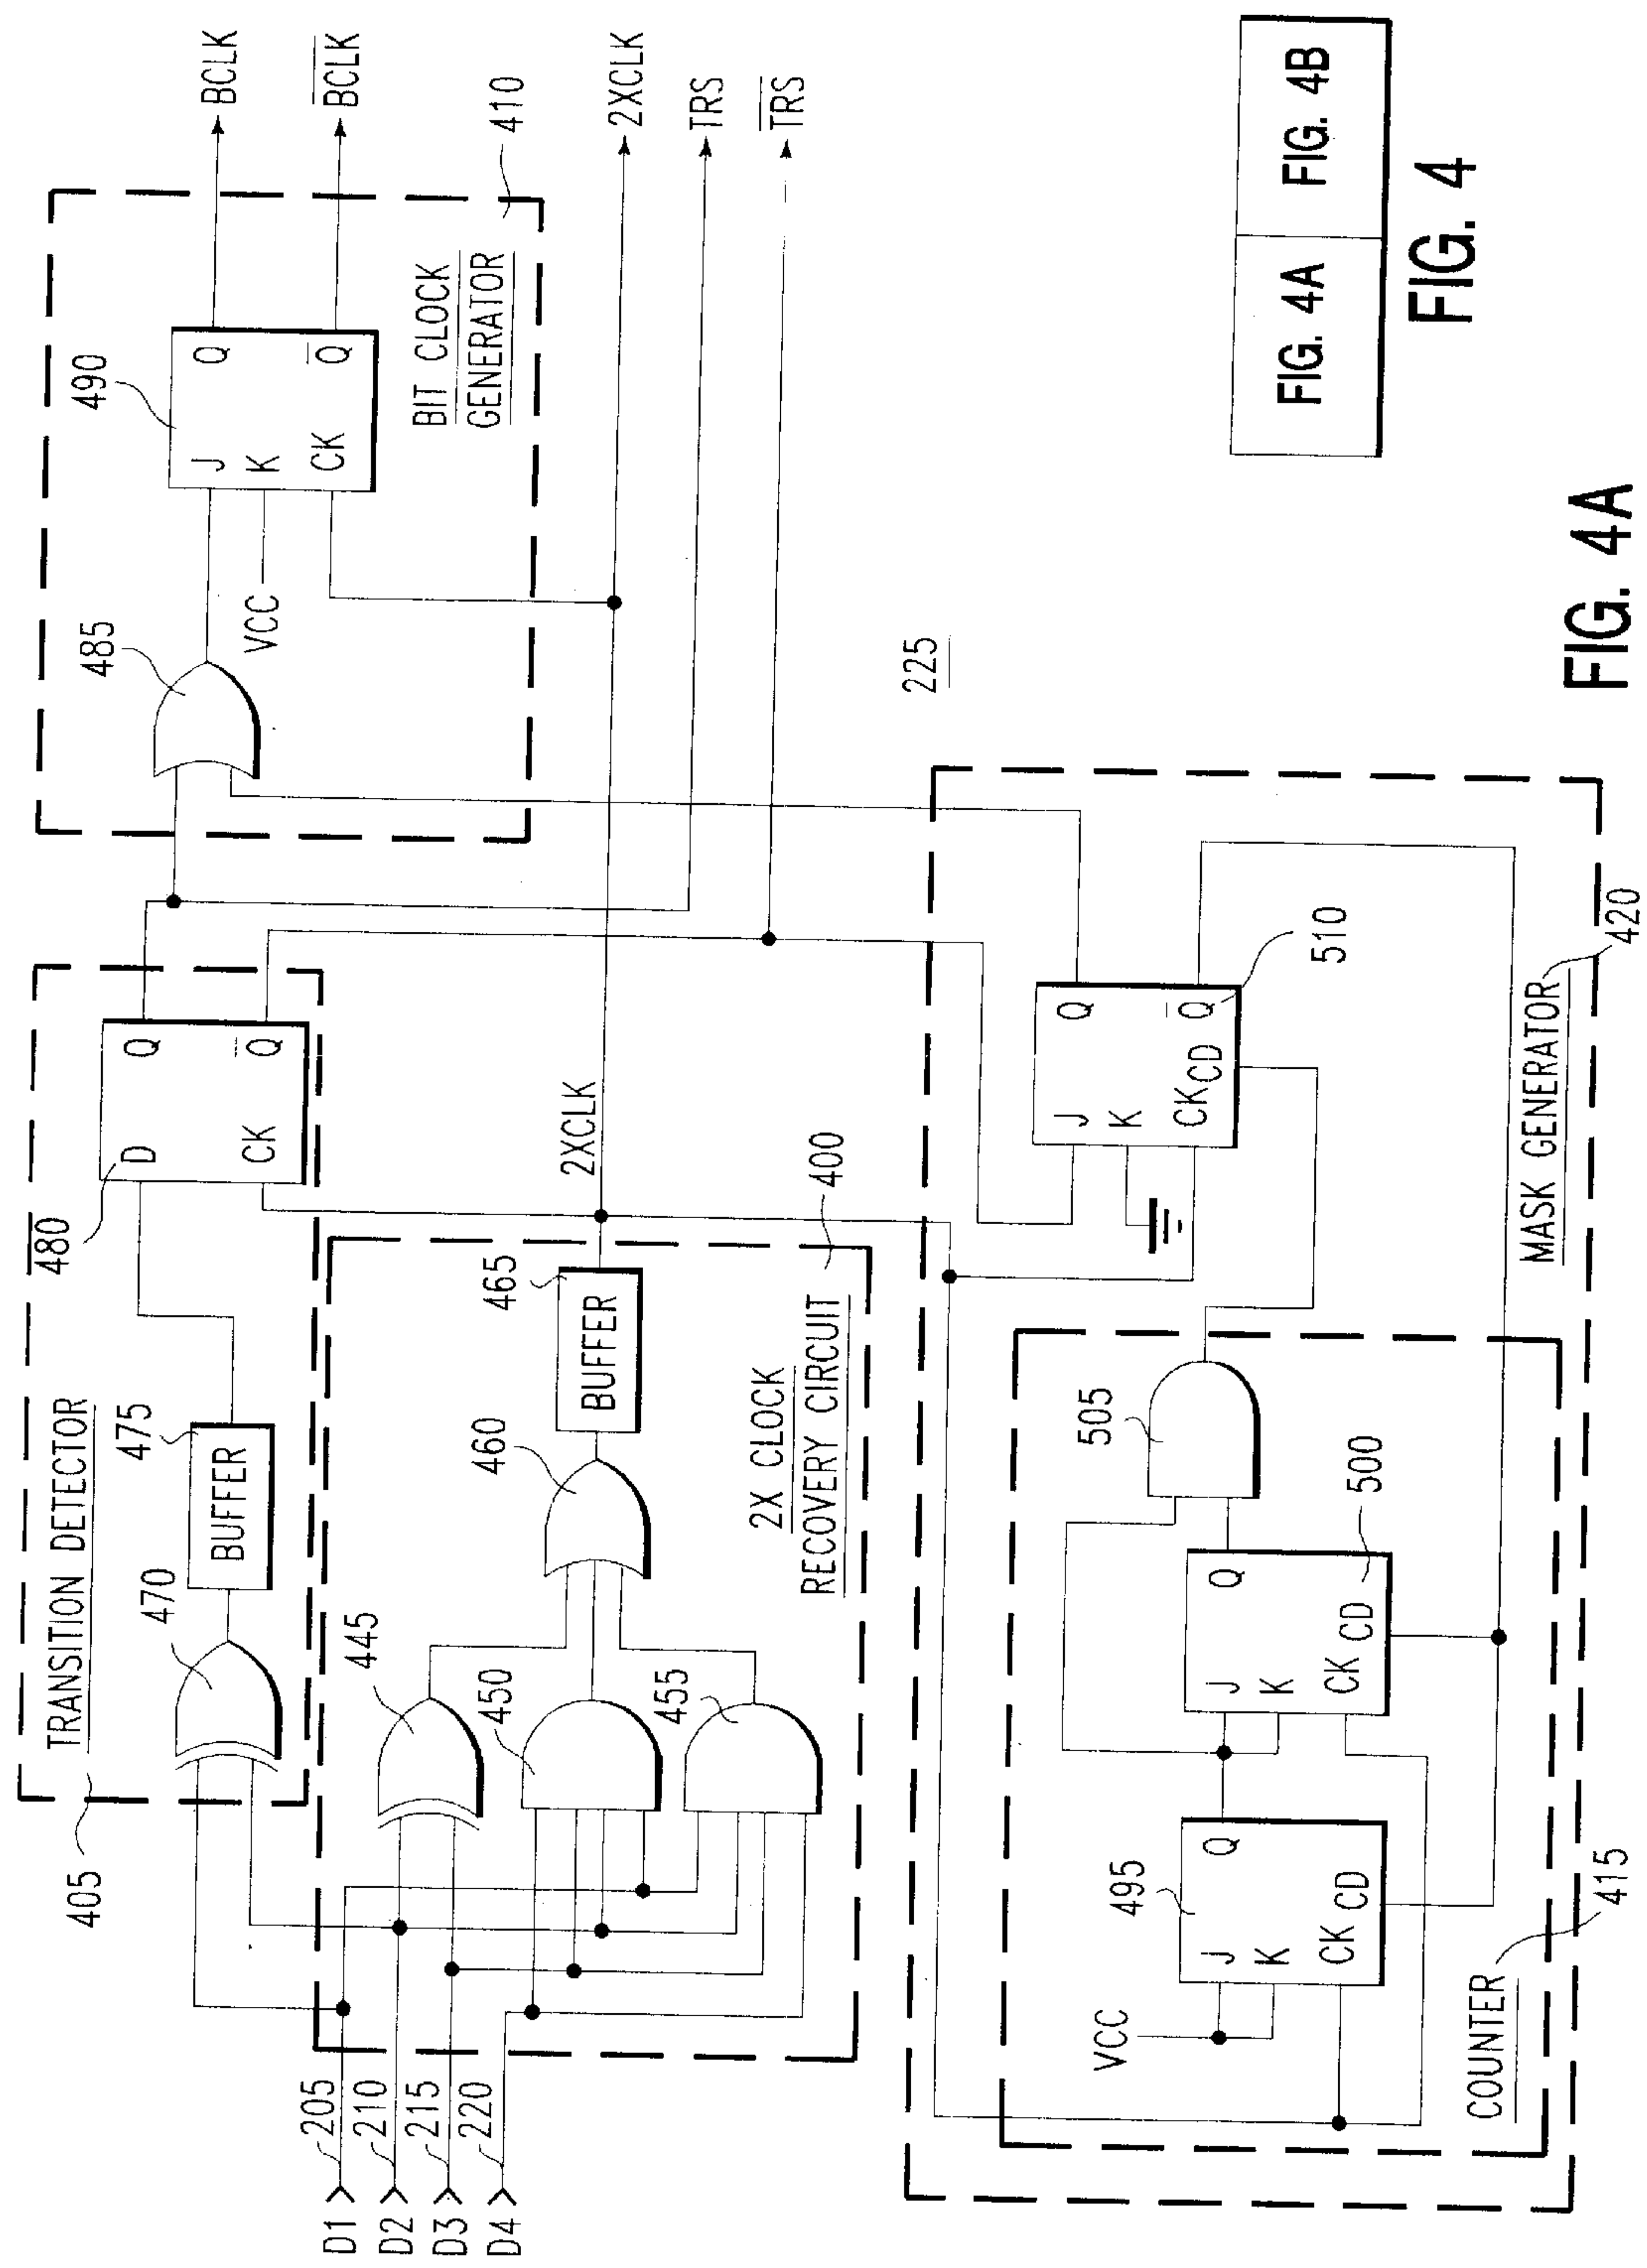 TRANSITION DETECTOR
405
470
475
BUFFER
480
D
Q
CK
Q̅
485
490
J
Q
K
CK
Q̅
VCC
BIT CLOCK
GENERATOR
410
BCLK
B̅C̅L̅K̅
2XCLK
TRS
T̅R̅S̅
D1
205
D2
210
D3
215
D4
220
445
450
455
460
465
BUFFER
2XCLK
2X CLOCK
RECOVERY CIRCUIT
400
225
VCC
495
J
Q
K
CK
CD
500
J
Q
K
CK
CD
505
COUNTER
415
510
J
Q
K
CK
CD
Q̅
MASK GENERATOR
420
FIG. 4A
FIG. 4B
FIG. 4
FIG. 4A